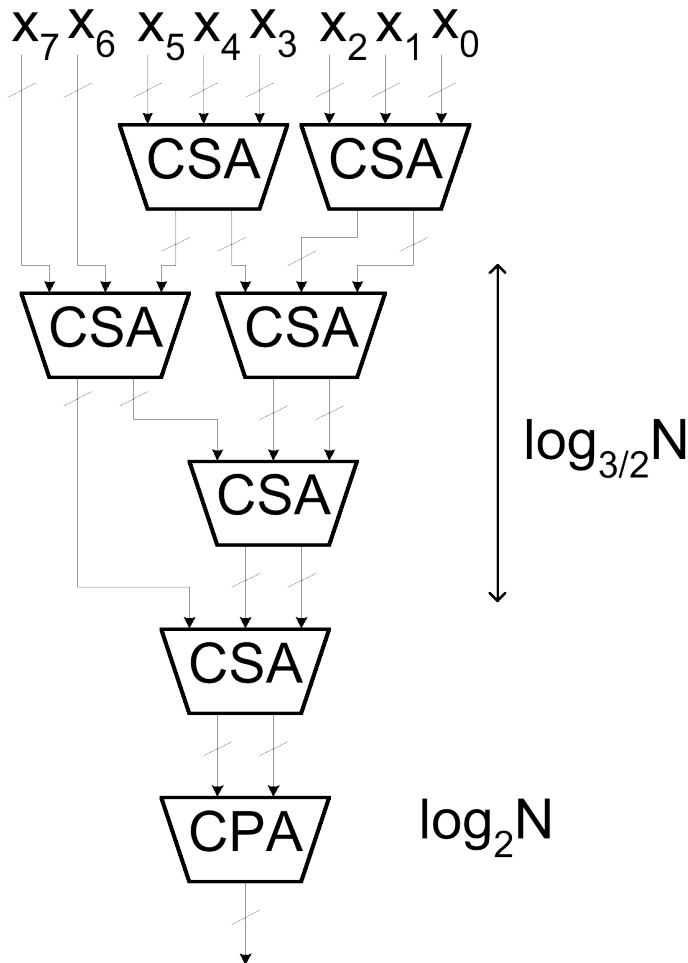 x₇ x₆ x₅ x₄ x₃ x₂ x₁ x₀
CSA CSA
CSA CSA
log₃/₂N
CSA
CSA
CPA log₂N